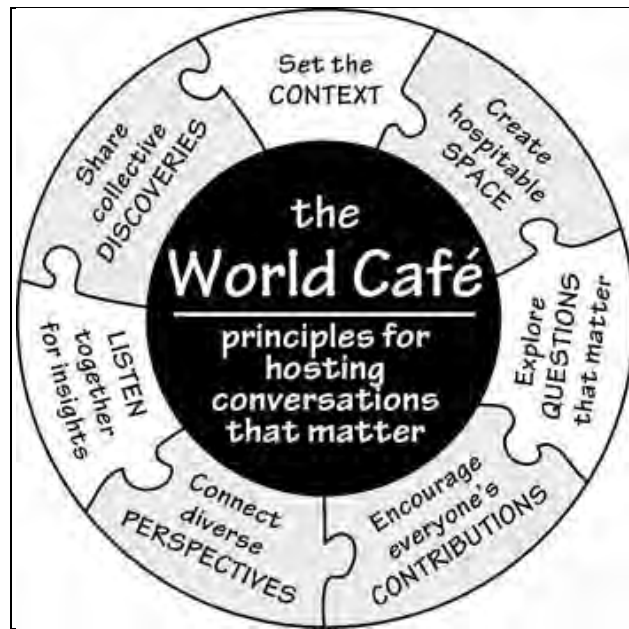 the
World Café
principles for
hosting
conversations
that matter
Set the
CONTEXT
Create
hospitable
SPACE
Explore
QUESTIONS
that matter
Encourage
everyone's
CONTRIBUTIONS
Connect
diverse
PERSPECTIVES
LISTEN
together
for insights
Share
collective
DISCOVERIES